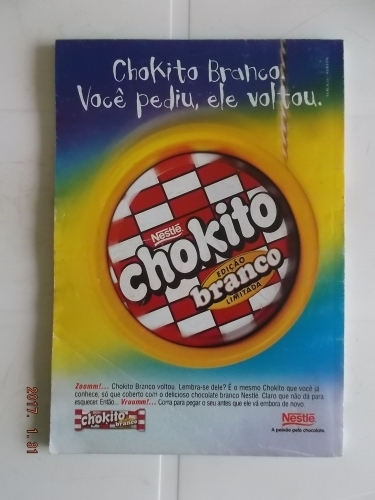 Chokito Branco.
Você pediu, ele voltou.
Nestlé
chokito
EDIÇÃO
branco
LIMITADA
Zoomm!... Chokito Branco voltou. Lembra-se dele? É o mesmo Chokito que você já
conhece, só que coberto com o delicioso chocolate branco Nestlé. Claro que não dá para
esquecer. Então... Vruumm!... Corra para pegar o seu antes que ele vá embora de novo.
chokito
branco
Nestlé
A paixão pelo chocolate.
2017. 1. 31